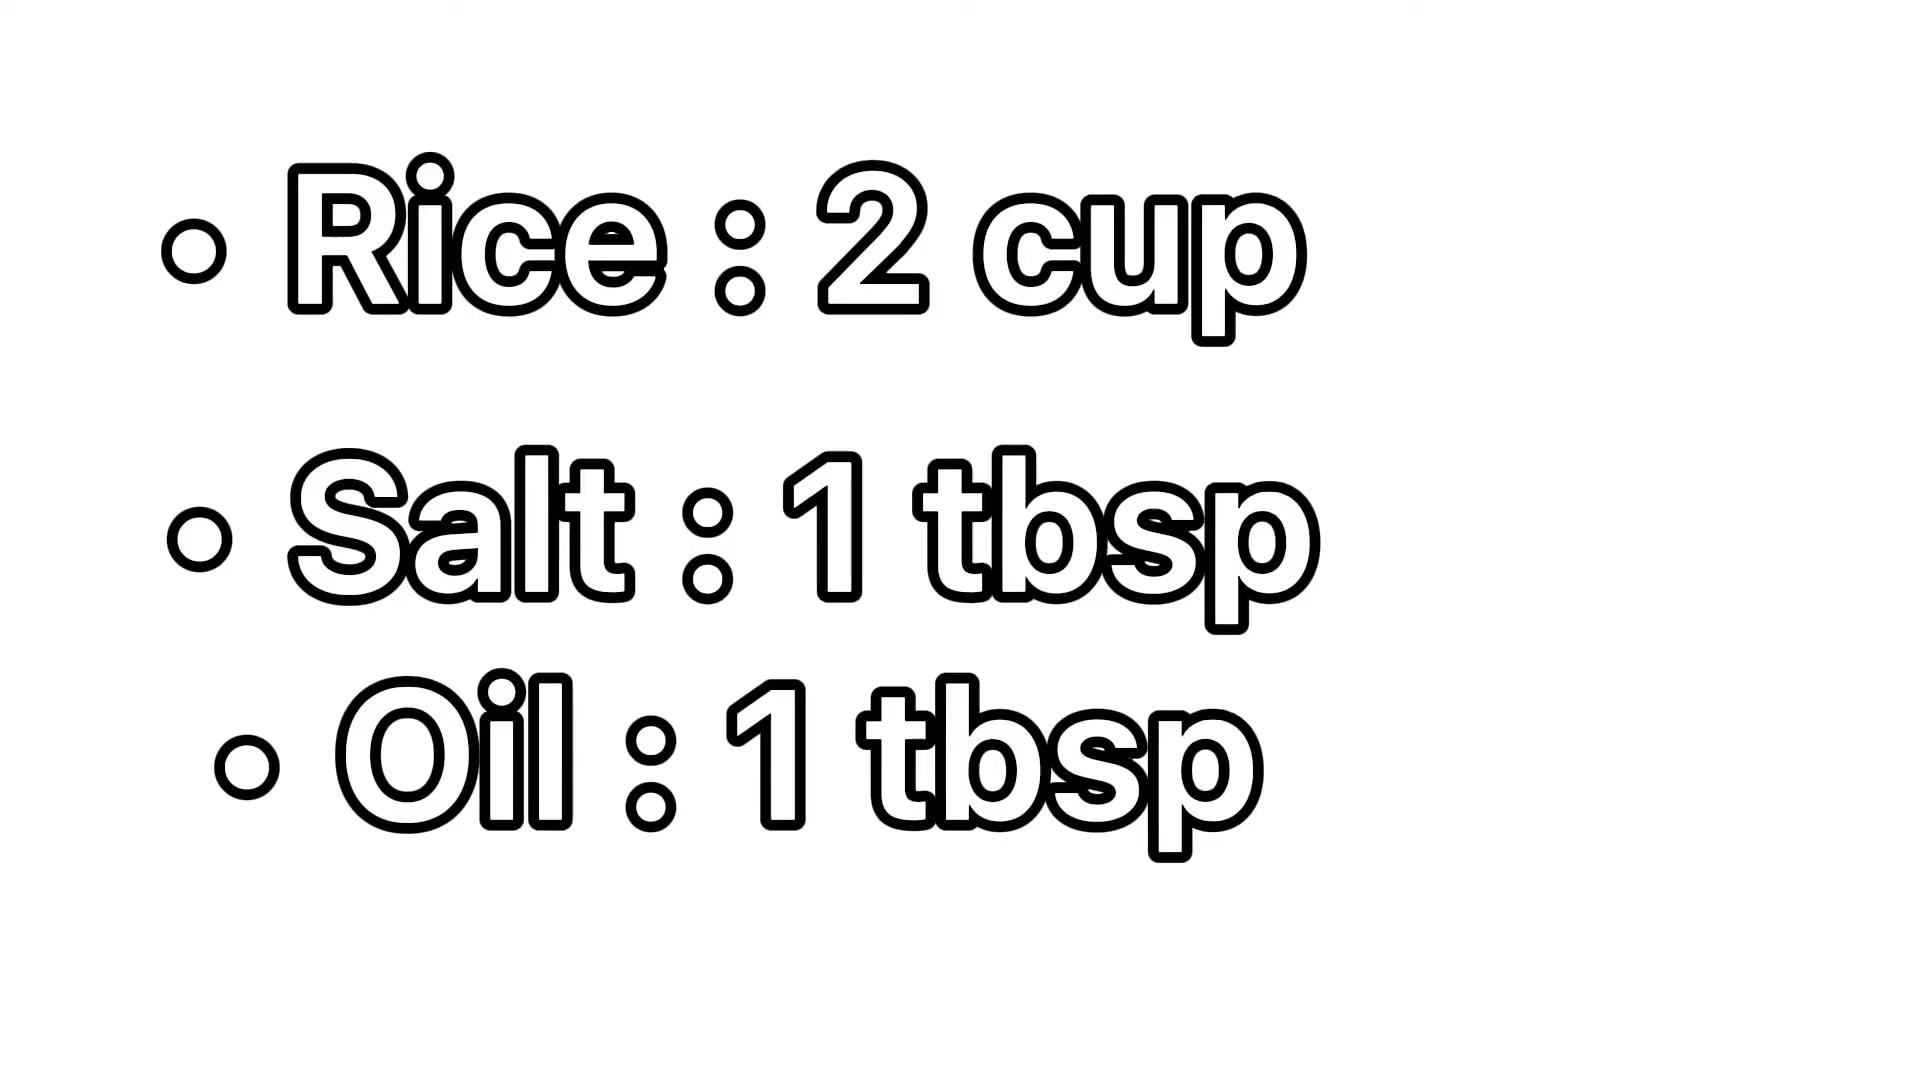 • Rice : 2 cup
• Salt : 1 tbsp
• Oil : 1 tbsp